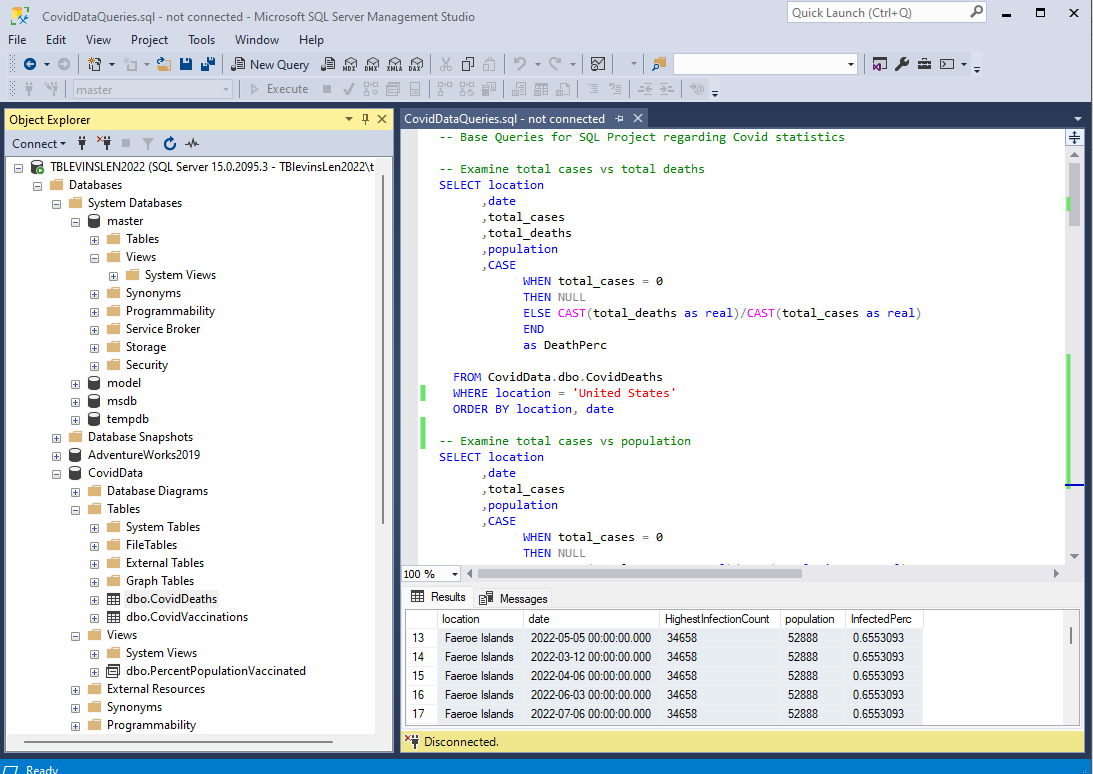 CovidDataQueries.sql - not connected - Microsoft SQL Server Management Studio
Quick Launch (Ctrl+Q)
File Edit View Project Tools Window Help
New Query MDX DMX XMLA DAX
master Execute
Object Explorer
Connect
TBLEVINSLEN2022 (SQL Server 15.0.2095.3 - TBlevinsLen2022\t
Databases
System Databases
master
Tables
Views
System Views
Synonyms
Programmability
Service Broker
Storage
Security
model
msdb
tempdb
Database Snapshots
AdventureWorks2019
CovidData
Database Diagrams
Tables
System Tables
FileTables
External Tables
Graph Tables
dbo.CovidDeaths
dbo.CovidVaccinations
Views
System Views
dbo.PercentPopulationVaccinated
External Resources
Synonyms
Programmability
CovidDataQueries.sql - not connected
-- Base Queries for SQL Project regarding Covid statistics
-- Examine total cases vs total deaths
SELECT location
,date
,total_cases
,total_deaths
,population
,CASE
WHEN total_cases = 0
THEN NULL
ELSE CAST(total_deaths as real)/CAST(total_cases as real)
END
as DeathPerc
FROM CovidData.dbo.CovidDeaths
WHERE location = 'United States'
ORDER BY location, date
-- Examine total cases vs population
SELECT location
,date
,total_cases
,population
,CASE
WHEN total_cases = 0
THEN NULL
100 %
Results Messages
location date HighestInfectionCount population InfectedPerc
13 Faeroe Islands 2022-05-05 00:00:00.000 34658 52888 0.6553093
14 Faeroe Islands 2022-03-12 00:00:00.000 34658 52888 0.6553093
15 Faeroe Islands 2022-04-06 00:00:00.000 34658 52888 0.6553093
16 Faeroe Islands 2022-06-03 00:00:00.000 34658 52888 0.6553093
17 Faeroe Islands 2022-07-06 00:00:00.000 34658 52888 0.6553093
Disconnected.
Ready